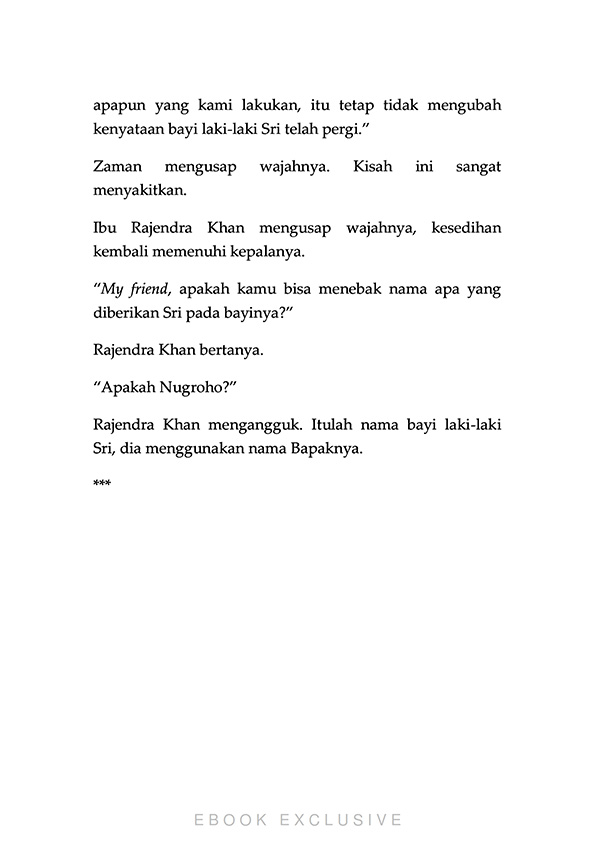 apapun yang kami lakukan, itu tetap tidak mengubah
kenyataan bayi laki-laki Sri telah pergi.”
Zaman mengusap wajahnya. Kisah ini sangat
menyakitkan.
Ibu Rajendra Khan mengusap wajahnya, kesedihan
kembali memenuhi kepalanya.
“My friend, apakah kamu bisa menebak nama apa yang
diberikan Sri pada bayinya?”
Rajendra Khan bertanya.
“Apakah Nugroho?”
Rajendra Khan mengangguk. Itulah nama bayi laki-laki
Sri, dia menggunakan nama Bapaknya.
***
EBOOK EXCLUSIVE